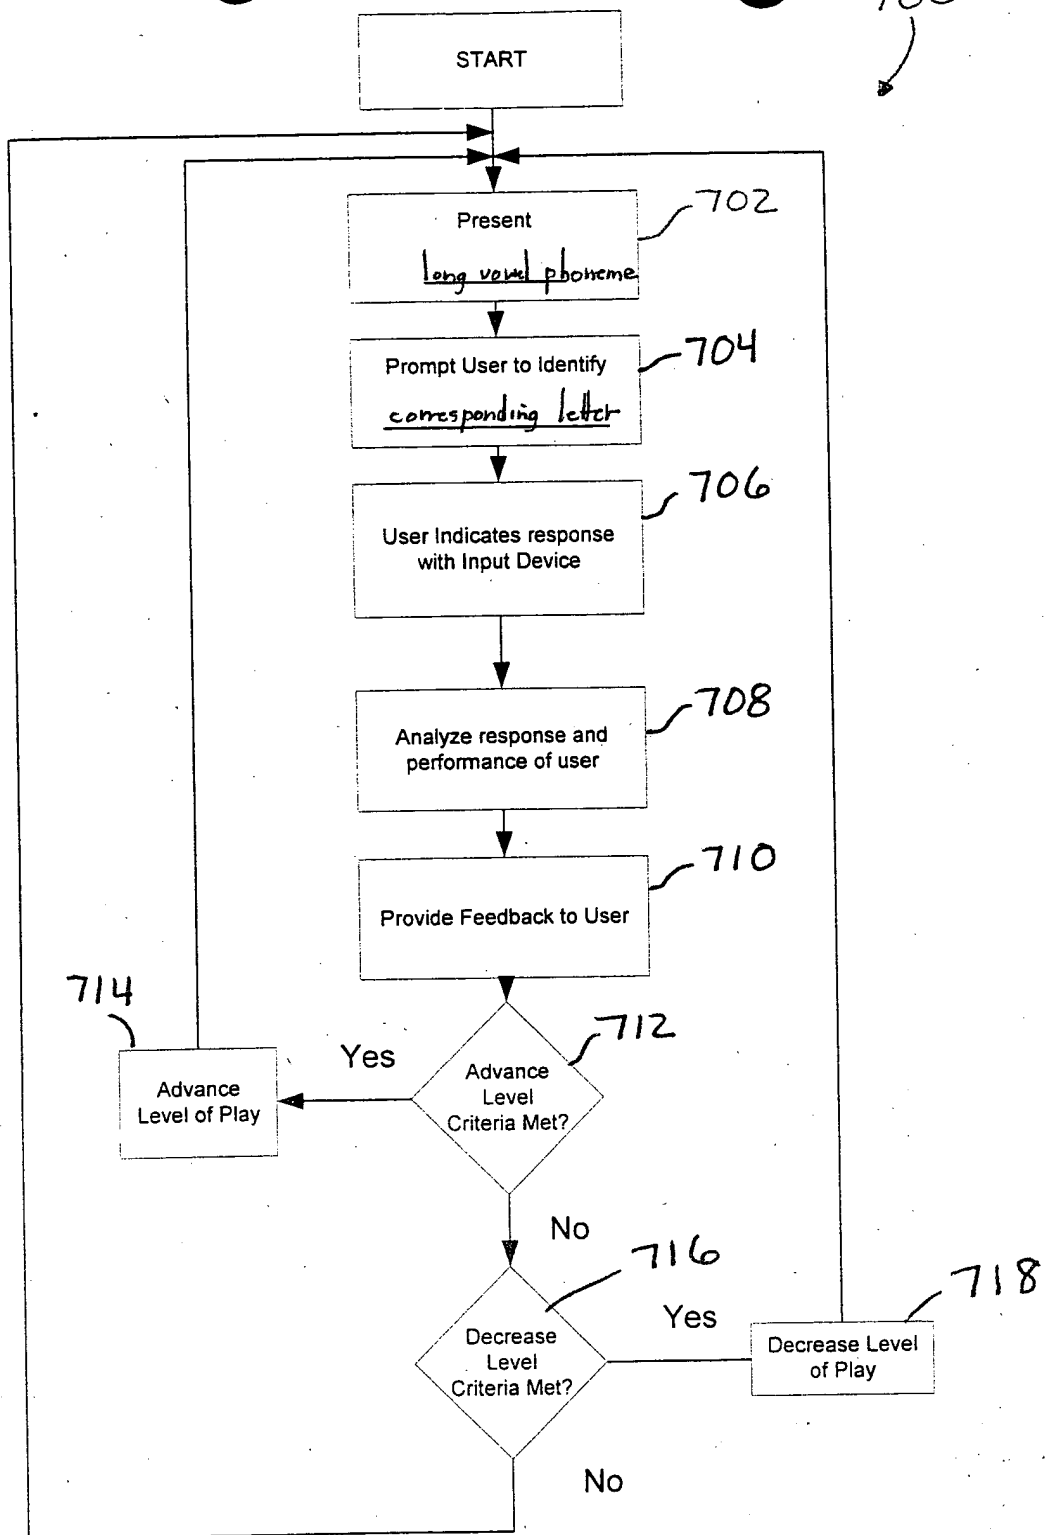 700
START
702
Present
long vowel phoneme
704
Prompt User to Identify
corresponding letter
706
User Indicates response
with Input Device
708
Analyze response and
performance of user
710
Provide Feedback to User
714
712
Yes
Advance
Level of Play
Advance
Level
Criteria Met?
No
716
718
Yes
Decrease
Level
Criteria Met?
Decrease Level
of Play
No